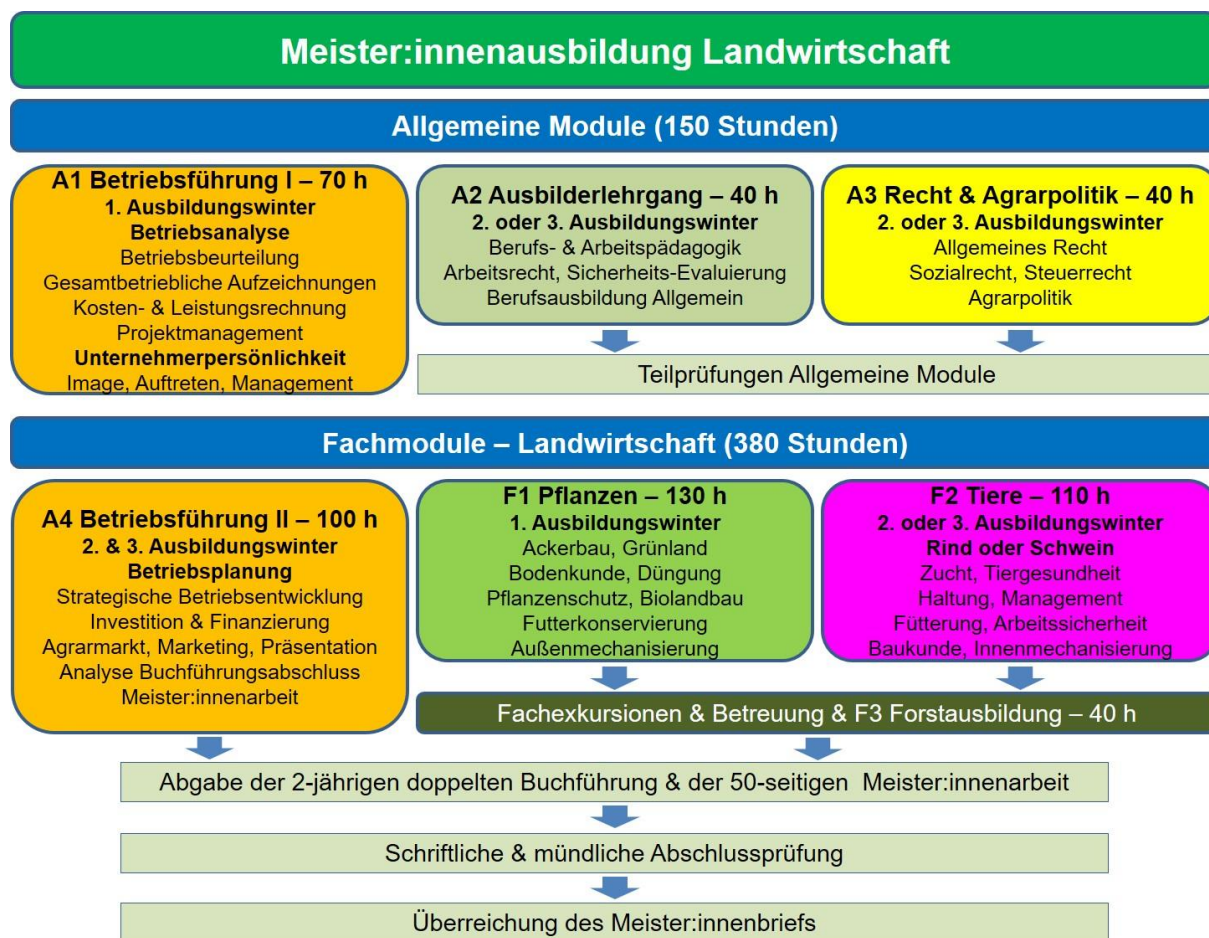 Meister:innenausbildung Landwirtschaft
Allgemeine Module (150 Stunden)
A1 Betriebsführung I – 70 h
1. Ausbildungswinter
Betriebsanalyse
Betriebsbeurteilung
Gesamtbetriebliche Aufzeichnungen
Kosten- & Leistungsrechnung
Projektmanagement
Unternehmerpersönlichkeit
Image, Auftreten, Management
A2 Ausbilderlehrgang – 40 h
2. oder 3. Ausbildungswinter
Berufs- & Arbeitspädagogik
Arbeitsrecht, Sicherheits-Evaluierung
Berufsausbildung Allgemein
A3 Recht & Agrarpolitik – 40 h
2. oder 3. Ausbildungswinter
Allgemeines Recht
Sozialrecht, Steuerrecht
Agrarpolitik
Teilprüfungen Allgemeine Module
Fachmodule – Landwirtschaft (380 Stunden)
A4 Betriebsführung II – 100 h
2. & 3. Ausbildungswinter
Betriebsplanung
Strategische Betriebsentwicklung
Investition & Finanzierung
Agrarmarkt, Marketing, Präsentation
Analyse Buchführungsabschluss
Meister:innenarbeit
F1 Pflanzen – 130 h
1. Ausbildungswinter
Ackerbau, Grünland
Bodenkunde, Düngung
Pflanzenschutz, Biolandbau
Futterkonservierung
Außenmechanisierung
F2 Tiere – 110 h
2. oder 3. Ausbildungswinter
Rind oder Schwein
Zucht, Tiergesundheit
Haltung, Management
Fütterung, Arbeitssicherheit
Baukunde, Innenmechanisierung
Fachexkursionen & Betreuung & F3 Forstausbildung – 40 h
Abgabe der 2-jährigen doppelten Buchführung & der 50-seitigen Meister:innenarbeit
Schriftliche & mündliche Abschlussprüfung
Überreichung des Meister:innenbriefs